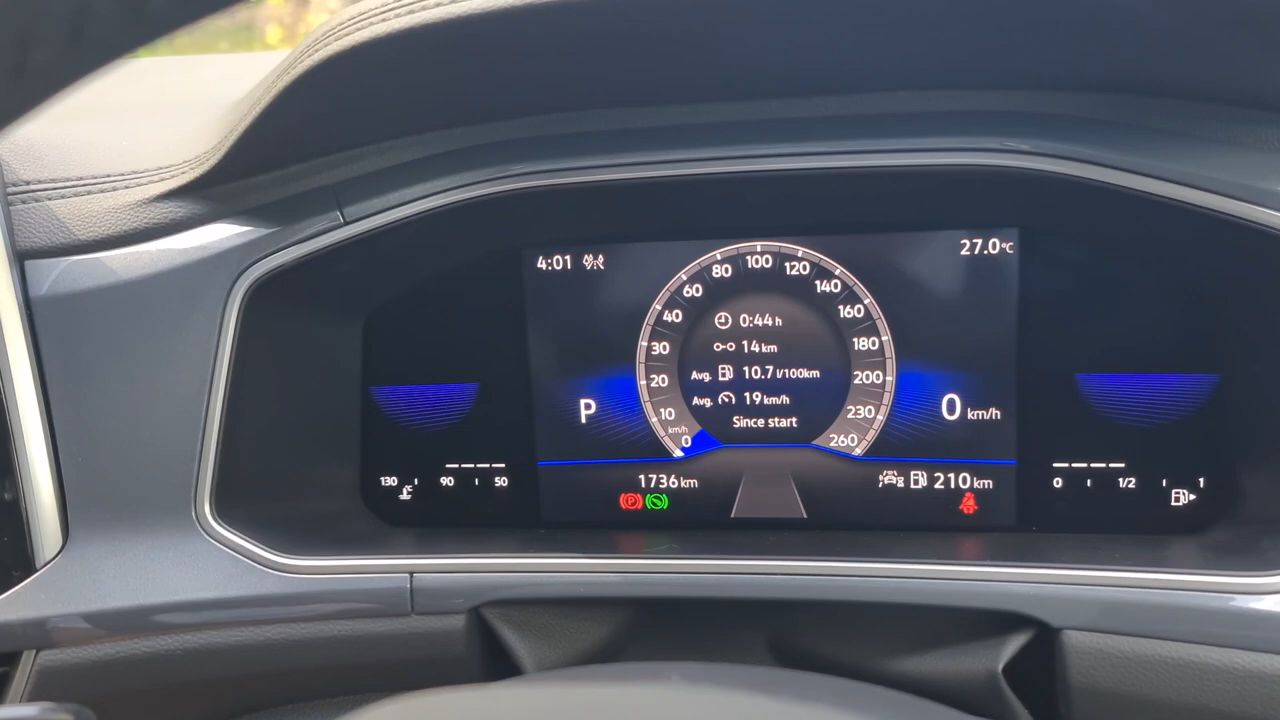 4:01
27.0°C
0 10 20 30 40 60 80 100 120 140 160 180 200 230 260
km/h
0:44 h
14 km
Avg. 10.7 l/100km
Avg. 19 km/h
Since start
P
0 km/h
130 90 50
1736 km
P
210 km
0 1/2 1